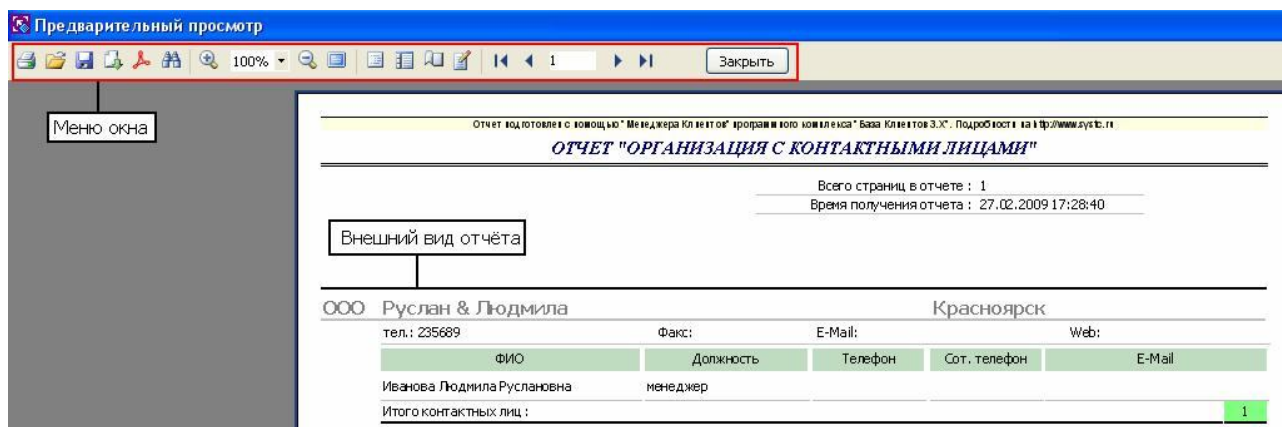 Предварительный просмотр
100% 1 Закрыть
Меню окна
Отчет подготовлен с помощью "Менеджера Клиентов" программного комплекса "База Клиентов 3.X". Подробности на http://www.systo.ru
ОТЧЕТ "ОРГАНИЗАЦИЯ С КОНТАКТНЫМИ ЛИЦАМИ"
Всего страниц в отчете : 1
Время получения отчета : 27.02.2009 17:28:40
Внешний вид отчёта
ООО Руслан & Людмила Красноярск
тел.: 235689 Факс: E-Mail: Web:
ФИО Должность Телефон Сот. телефон E-Mail
Иванова Людмила Руслановна менеджер
Итого контактных лиц : 1